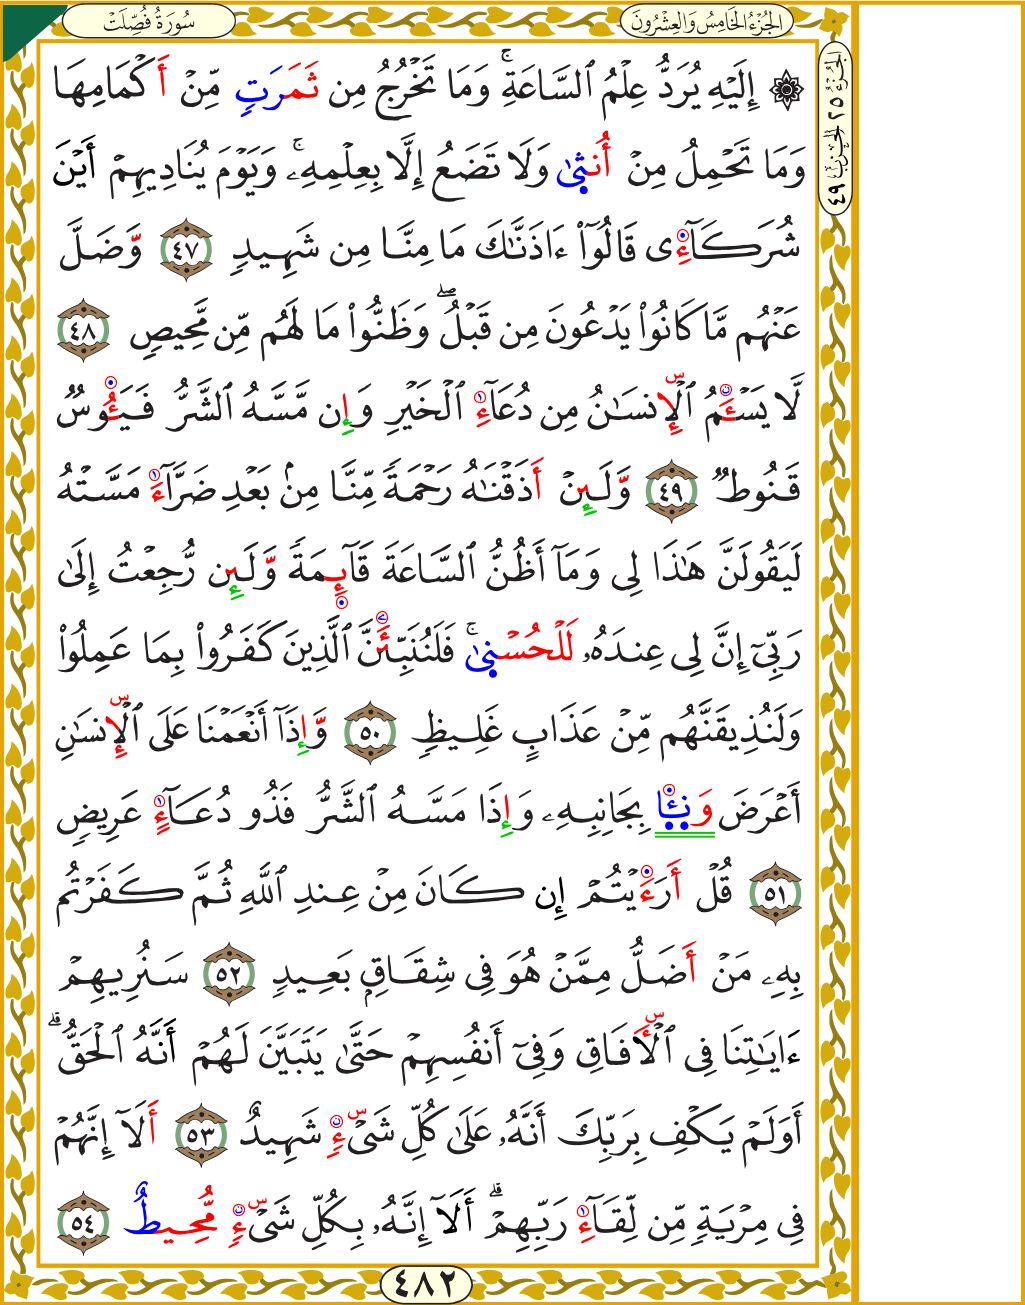 الجُزْءُ الخَامِسُ وَالعِشْرُونَ
سُورَةُ فُصِّلَتْ
الجزء ٢٥ الحزب ٤٩
۞ إِلَيْهِ يُرَدُّ عِلْمُ ٱلسَّاعَةِۚ وَمَا تَخْرُجُ مِن ثَمَرَٰتٍ مِّنْ أَكْمَامِهَا
وَمَا تَحْمِلُ مِنْ أُنثَىٰ وَلَا تَضَعُ إِلَّا بِعِلْمِهِۦۚ وَيَوْمَ يُنَادِيهِمْ أَيْنَ
شُرَكَآءِى قَالُوٓاْ ءَاذَنَّٰكَ مَا مِنَّا مِن شَهِيدٍ ٤٧ وَضَلَّ
عَنْهُم مَّا كَانُواْ يَدْعُونَ مِن قَبْلُۖ وَظَنُّواْ مَا لَهُم مِّن مَّحِيصٍ ٤٨
لَّا يَسْـَٔمُ ٱلْإِنسَٰنُ مِن دُعَآءِ ٱلْخَيْرِ وَإِن مَّسَّهُ ٱلشَّرُّ فَيَـُٔوسٌ
قَنُوطٌ ٤٩ وَلَئِنْ أَذَقْنَٰهُ رَحْمَةً مِّنَّا مِنۢ بَعْدِ ضَرَّآءَ مَسَّتْهُ
لَيَقُولَنَّ هَٰذَا لِى وَمَآ أَظُنُّ ٱلسَّاعَةَ قَآئِمَةً وَلَئِن رُّجِعْتُ إِلَىٰ
رَبِّىٓ إِنَّ لِى عِندَهُۥ لَلْحُسْنَىٰۚ فَلَنُنَبِّئَنَّ ٱلَّذِينَ كَفَرُواْ بِمَا عَمِلُواْ
وَلَنُذِيقَنَّهُم مِّنْ عَذَابٍ غَلِيظٍ ٥٠ وَإِذَآ أَنْعَمْنَا عَلَى ٱلْإِنسَٰنِ
أَعْرَضَ وَنَـَٔا بِجَانِبِهِۦ وَإِذَا مَسَّهُ ٱلشَّرُّ فَذُو دُعَآءٍ عَرِيضٍ
٥١ قُلْ أَرَءَيْتُمْ إِن كَانَ مِنْ عِندِ ٱللَّهِ ثُمَّ كَفَرْتُم
بِهِۦ مَنْ أَضَلُّ مِمَّنْ هُوَ فِى شِقَاقٍۭ بَعِيدٍ ٥٢ سَنُرِيهِمْ
ءَايَٰتِنَا فِى ٱلْءَافَاقِ وَفِىٓ أَنفُسِهِمْ حَتَّىٰ يَتَبَيَّنَ لَهُمْ أَنَّهُ ٱلْحَقُّۗ
أَوَلَمْ يَكْفِ بِرَبِّكَ أَنَّهُۥ عَلَىٰ كُلِّ شَىْءٍ شَهِيدٌ ٥٣ أَلَآ إِنَّهُمْ
فِى مِرْيَةٍ مِّن لِّقَآءِ رَبِّهِمْۗ أَلَآ إِنَّهُۥ بِكُلِّ شَىْءٍ مُّحِيطٌۢ ٥٤
٤٨٢